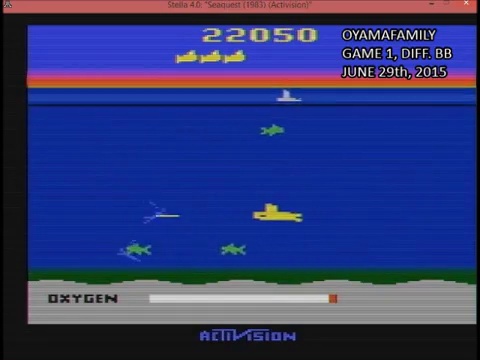 Stella 4.0: "Seaquest (1983) (Activision)"
22050
OYAMAFAMILY
GAME 1, DIFF. BB
JUNE 29th, 2015
OXYGEN
ACTIVISION